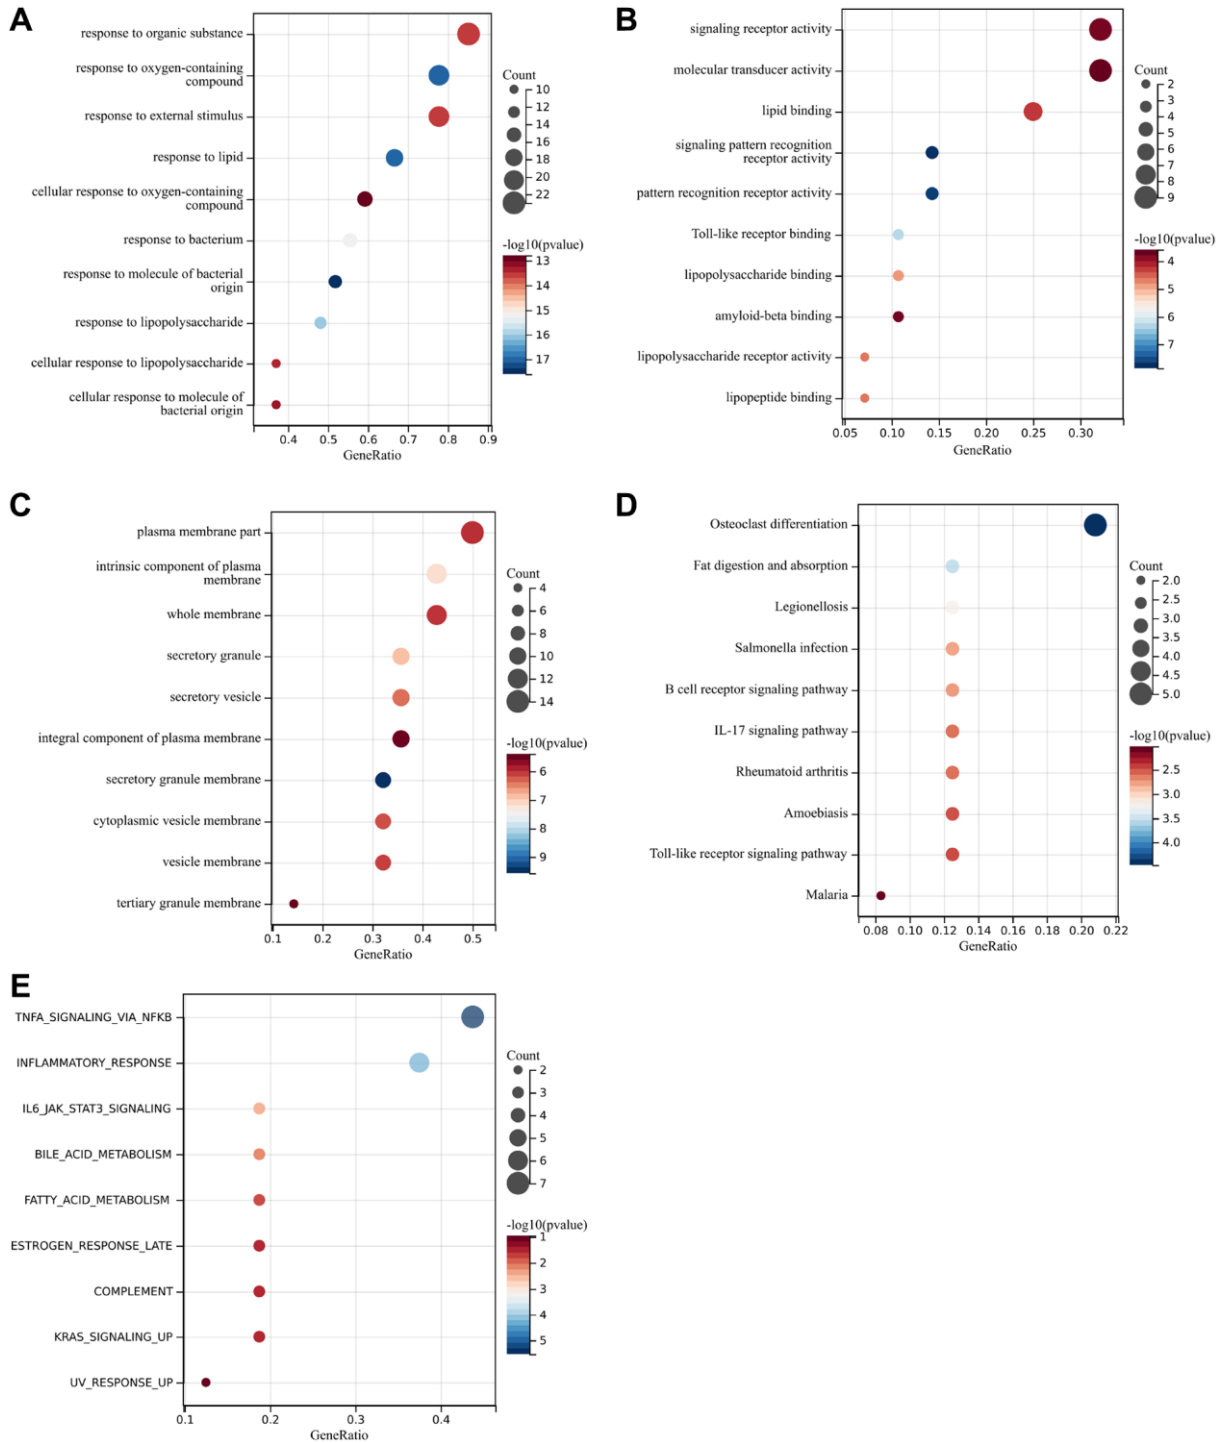 A
response to organic substance
response to oxygen-containing
compound
response to external stimulus
response to lipid
cellular response to oxygen-containing
compound
response to bacterium
response to molecule of bacterial
origin
response to lipopolysaccharide
cellular response to lipopolysaccharide
cellular response to molecule of
bacterial origin
0.4 0.5 0.6 0.7 0.8 0.9
GeneRatio
Count
10
12
14
16
18
20
22
-log10(pvalue)
13
14
15
16
17
B
signaling receptor activity
molecular transducer activity
lipid binding
signaling pattern recognition
receptor activity
pattern recognition receptor activity
Toll-like receptor binding
lipopolysaccharide binding
amyloid-beta binding
lipopolysaccharide receptor activity
lipopeptide binding
0.05 0.10 0.15 0.20 0.25 0.30
GeneRatio
Count
2
3
4
5
6
7
8
9
-log10(pvalue)
4
5
6
7
C
plasma membrane part
intrinsic component of plasma
membrane
whole membrane
secretory granule
secretory vesicle
integral component of plasma membrane
secretory granule membrane
cytoplasmic vesicle membrane
vesicle membrane
tertiary granule membrane
0.1 0.2 0.3 0.4 0.5
GeneRatio
Count
4
6
8
10
12
14
-log10(pvalue)
6
7
8
9
D
Osteoclast differentiation
Fat digestion and absorption
Legionellosis
Salmonella infection
B cell receptor signaling pathway
IL-17 signaling pathway
Rheumatoid arthritis
Amoebiasis
Toll-like receptor signaling pathway
Malaria
0.08 0.10 0.12 0.14 0.16 0.18 0.20 0.22
GeneRatio
Count
2.0
2.5
3.0
3.5
4.0
4.5
5.0
-log10(pvalue)
2.5
3.0
3.5
4.0
E
TNFA_SIGNALING_VIA_NFKB
INFLAMMATORY_RESPONSE
IL6_JAK_STAT3_SIGNALING
BILE_ACID_METABOLISM
FATTY_ACID_METABOLISM
ESTROGEN_RESPONSE_LATE
COMPLEMENT
KRAS_SIGNALING_UP
UV_RESPONSE_UP
0.1 0.2 0.3 0.4
GeneRatio
Count
2
3
4
5
6
7
-log10(pvalue)
1
2
3
4
5